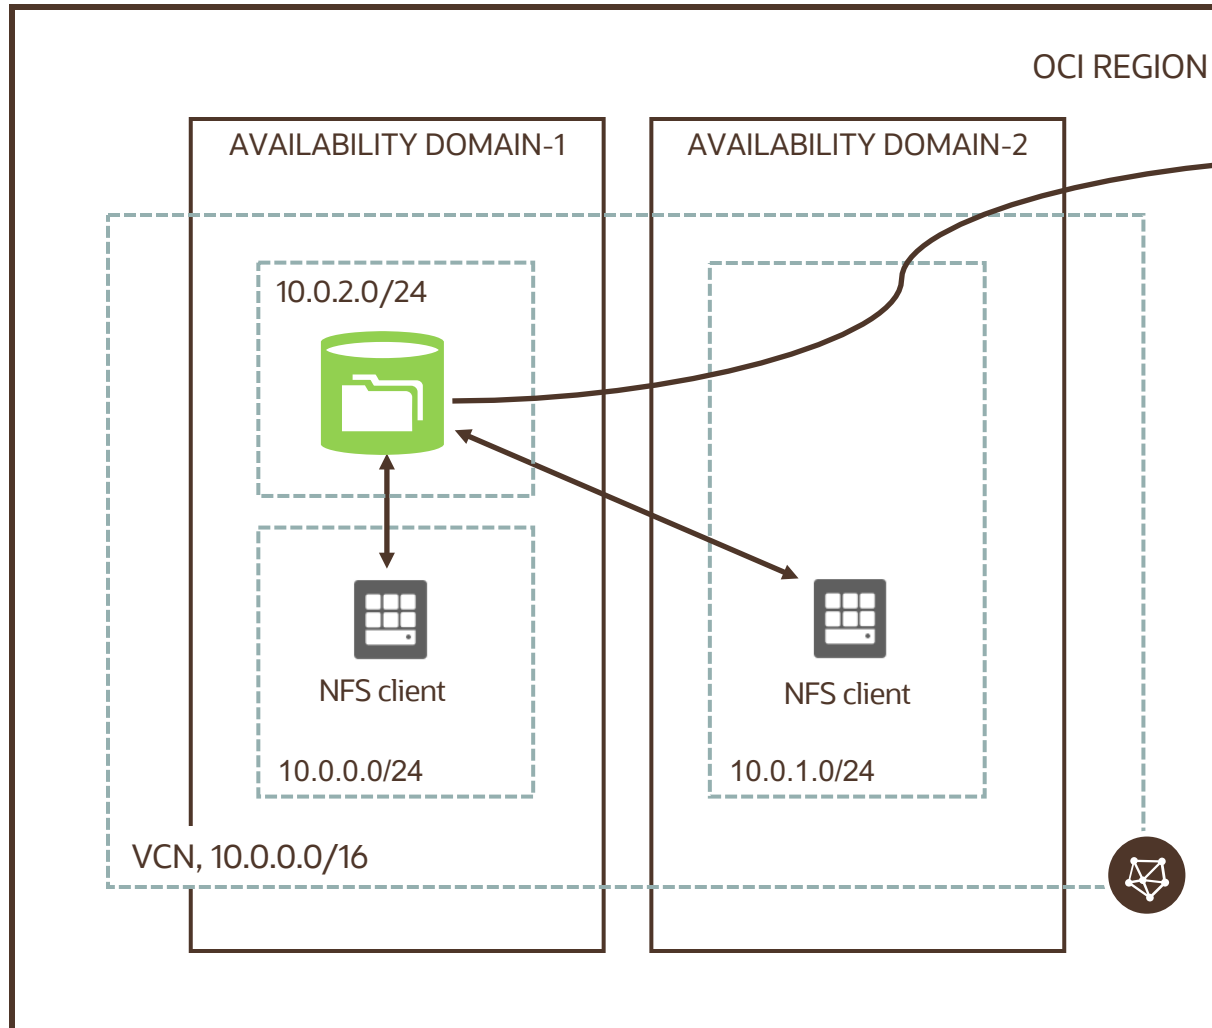 OCI REGION
AVAILABILITY DOMAIN-1
AVAILABILITY DOMAIN-2
10.0.2.0/24
NFS client
NFS client
10.0.0.0/24
10.0.1.0/24
VCN, 10.0.0.0/16